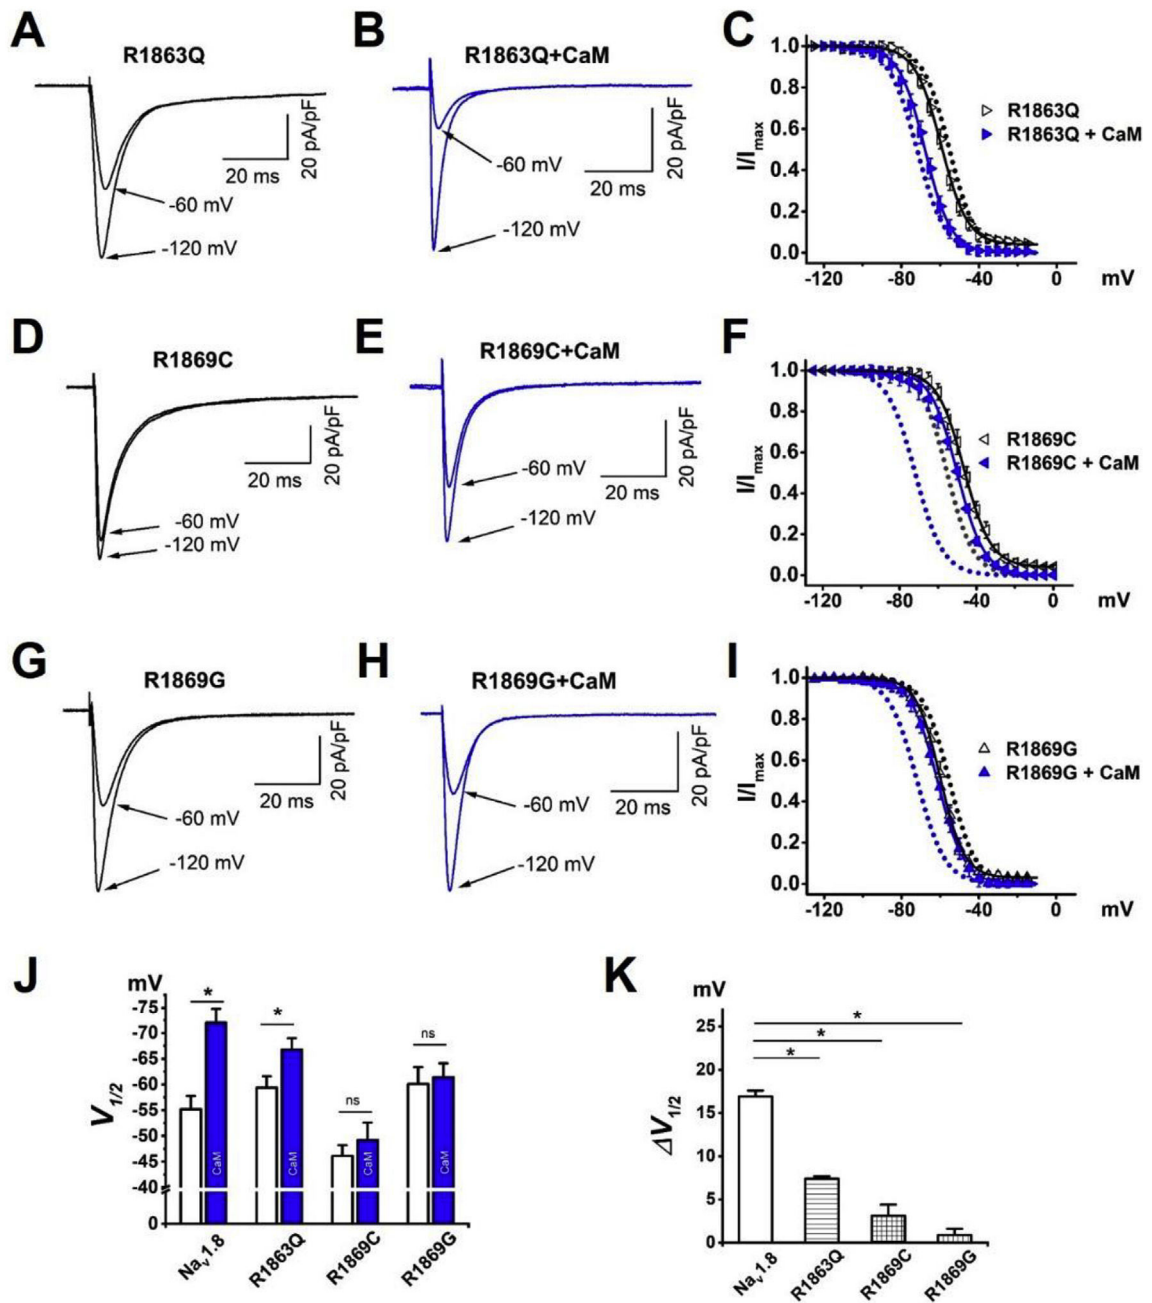 A
R1863Q
-60 mV
-120 mV
20 ms
20 pA/pF
B
R1863Q+CaM
-60 mV
-120 mV
20 ms
20 pA/pF
C
I/Imax
1.0
0.8
0.6
0.4
0.2
0.0
-120 -80 -40 0 mV
R1863Q
R1863Q + CaM
D
R1869C
-60 mV
-120 mV
20 ms
20 pA/pF
E
R1869C+CaM
-60 mV
-120 mV
20 ms
20 pA/pF
F
I/Imax
1.0
0.8
0.6
0.4
0.2
0.0
-120 -80 -40 0 mV
R1869C
R1869C + CaM
G
R1869G
-60 mV
-120 mV
20 ms
20 pA/pF
H
R1869G+CaM
-60 mV
-120 mV
20 ms
20 pA/pF
I
I/Imax
1.0
0.8
0.6
0.4
0.2
0.0
-120 -80 -40 0 mV
R1869G
R1869G + CaM
J
mV
V1/2
-75
-70
-65
-60
-55
-50
-45
-40
0
* * ns ns
CaM CaM CaM CaM
Nav1.8 R1863Q R1869C R1869G
K
mV
ΔV1/2
25
20
15
10
5
0
*
*
*
Nav1.8 R1863Q R1869C R1869G